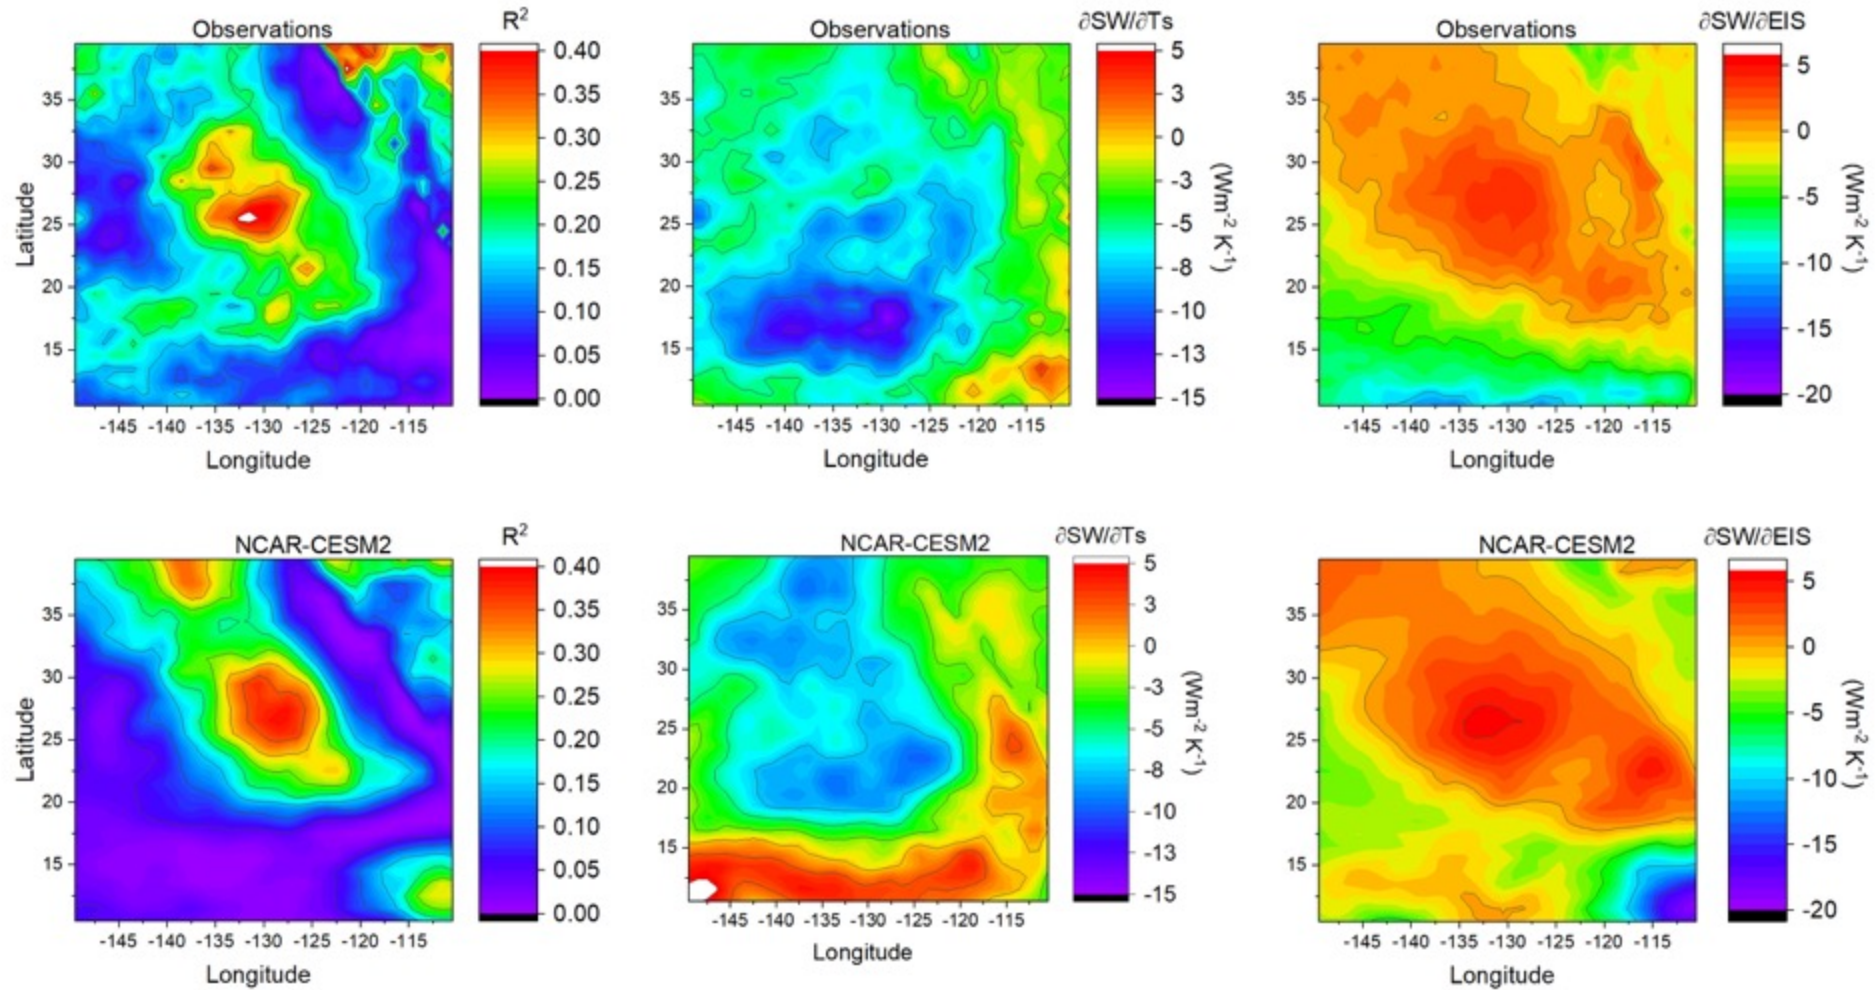 Observations
R²
0.40
0.35
0.30
0.25
0.20
0.15
0.10
0.05
0.00
35
30
25
20
15
Latitude
-145 -140 -135 -130 -125 -120 -115
Longitude
Observations
∂SW/∂Ts
5
3
0
-3
-5
-8
-10
-13
-15
(Wm⁻² K⁻¹)
35
30
25
20
15
-145 -140 -135 -130 -125 -120 -115
Longitude
Observations
∂SW/∂EIS
5
0
-5
-10
-15
-20
(Wm⁻² K⁻¹)
35
30
25
20
15
-145 -140 -135 -130 -125 -120 -115
Longitude
NCAR-CESM2
R²
0.40
0.35
0.30
0.25
0.20
0.15
0.10
0.05
0.00
35
30
25
20
15
Latitude
-145 -140 -135 -130 -125 -120 -115
Longitude
NCAR-CESM2
∂SW/∂Ts
5
3
0
-3
-5
-8
-10
-13
-15
(Wm⁻² K⁻¹)
35
30
25
20
15
-145 -140 -135 -130 -125 -120 -115
Longitude
NCAR-CESM2
∂SW/∂EIS
5
0
-5
-10
-15
-20
(Wm⁻² K⁻¹)
35
30
25
20
15
-145 -140 -135 -130 -125 -120 -115
Longitude